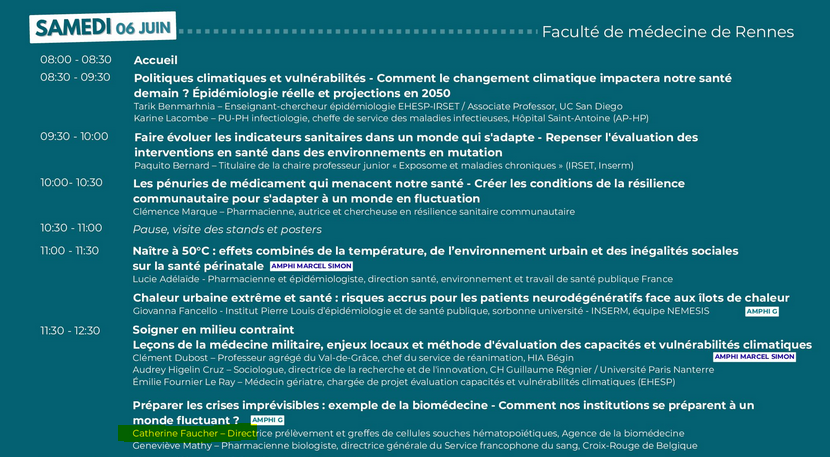 SAMEDI 06 JUIN
Faculté de médecine de Rennes
08:00 - 08:30 Accueil
08:30 - 09:30 Politiques climatiques et vulnérabilités - Comment le changement climatique impactera notre santé
demain ? Épidémiologie réelle et projections en 2050
Tarik Benmarhnia – Enseignant-chercheur épidémiologie EHESP-IRSET / Associate Professor, UC San Diego
Karine Lacombe – PU-PH infectiologie, cheffe de service des maladies infectieuses, Hôpital Saint-Antoine (AP-HP)
09:30 - 10:00 Faire évoluer les indicateurs sanitaires dans un monde qui s'adapte - Repenser l'évaluation des
interventions en santé dans des environnements en mutation
Paquito Bernard – Titulaire de la chaire professeur junior « Exposome et maladies chroniques » (IRSET, Inserm)
10:00- 10:30 Les pénuries de médicament qui menacent notre santé - Créer les conditions de la résilience
communautaire pour s'adapter à un monde en fluctuation
Clémence Marque – Pharmacienne, autrice et chercheuse en résilience sanitaire communautaire
10:30 - 11:00 Pause, visite des stands et posters
11:00 - 11:30 Naître à 50°C : effets combinés de la température, de l'environnement urbain et des inégalités sociales
sur la santé périnatale AMPHI MARCEL SIMON
Lucie Adélaïde - Pharmacienne et épidémiologiste, direction santé, environnement et travail de santé publique France
Chaleur urbaine extrême et santé : risques accrus pour les patients neurodégénératifs face aux îlots de chaleur
Giovanna Fancello - Institut Pierre Louis d'épidémiologie et de santé publique, sorbonne université - INSERM, équipe NEMESIS AMPHI G
11:30 - 12:30 Soigner en milieu contraint
Leçons de la médecine militaire, enjeux locaux et méthode d'évaluation des capacités et vulnérabilités climatiques
Clément Dubost – Professeur agrégé du Val-de-Grâce, chef du service de réanimation, HIA Bégin AMPHI MARCEL SIMON
Audrey Higelin Cruz – Sociologue, directrice de la recherche et de l'innovation, CH Guillaume Régnier / Université Paris Nanterre
Émilie Fournier Le Ray – Médecin gériatre, chargée de projet évaluation capacités et vulnérabilités climatiques (EHESP)
Préparer les crises imprévisibles : exemple de la biomédecine - Comment nos institutions se préparent à un
monde fluctuant ? AMPHI G
Catherine Faucher – Directrice prélèvement et greffes de cellules souches hématopoïétiques, Agence de la biomédecine
Geneviève Mathy – Pharmacienne biologiste, directrice générale du Service francophone du sang, Croix-Rouge de Belgique